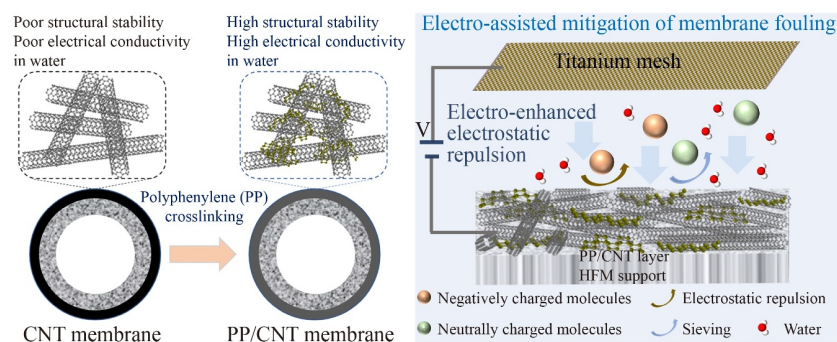 Poor structural stability
Poor electrical conductivity
in water
High structural stability
High electrical conductivity
in water
Polyphenylene (PP)
crosslinking
CNT membrane
PP/CNT membrane
Electro-assisted mitigation of membrane fouling
Titanium mesh
Electro-enhanced
electrostatic
repulsion
V
PP/CNT layer
HFM support
Negatively charged molecules
Electrostatic repulsion
Neutrally charged molecules
Sieving
Water